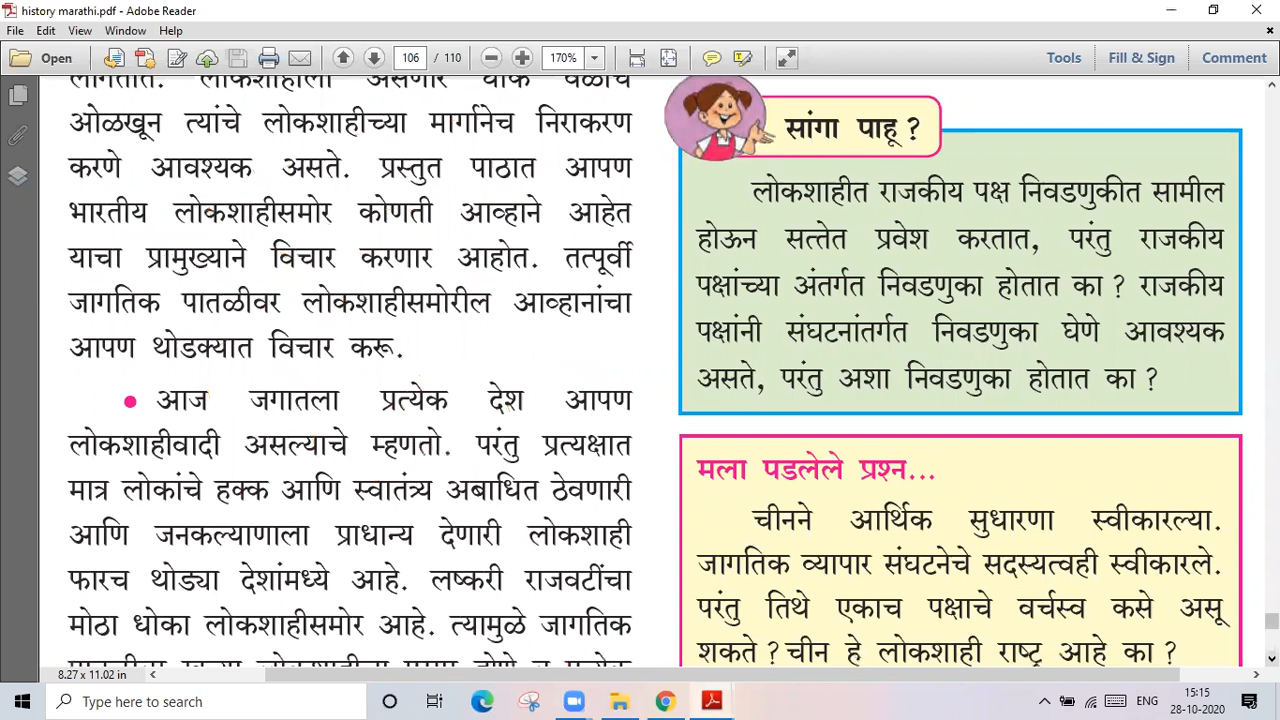 history marathi.pdf - Adobe Reader
File Edit View Window Help
Open 106 / 110 170% Tools Fill & Sign Comment
लागतात. लोकशाहीला असणारे धोके वेळीच
ओळखून त्यांचे लोकशाहीच्या मार्गानेच निराकरण
करणे आवश्यक असते. प्रस्तुत पाठात आपण
भारतीय लोकशाहीसमोर कोणती आव्हाने आहेत
याचा प्रामुख्याने विचार करणार आहोत. तत्पूर्वी
जागतिक पातळीवर लोकशाहीसमोरील आव्हानांचा
आपण थोडक्यात विचार करू.
● आज जगातला प्रत्येक देश आपण
लोकशाहीवादी असल्याचे म्हणतो. परंतु प्रत्यक्षात
मात्र लोकांचे हक्क आणि स्वातंत्र्य अबाधित ठेवणारी
आणि जनकल्याणाला प्राधान्य देणारी लोकशाही
फारच थोड्या देशांमध्ये आहे. लष्करी राजवटींचा
मोठा धोका लोकशाहीसमोर आहे. त्यामुळे जागतिक
सांगा पाहू ?
लोकशाहीत राजकीय पक्ष निवडणुकीत सामील
होऊन सत्तेत प्रवेश करतात, परंतु राजकीय
पक्षांच्या अंतर्गत निवडणुका होतात का ? राजकीय
पक्षांनी संघटनांतर्गत निवडणुका घेणे आवश्यक
असते, परंतु अशा निवडणुका होतात का ?
मला पडलेले प्रश्न...
चीनने आर्थिक सुधारणा स्वीकारल्या.
जागतिक व्यापार संघटनेचे सदस्यत्वही स्वीकारले.
परंतु तिथे एकाच पक्षाचे वर्चस्व कसे असू
शकते ? चीन हे लोकशाही राष्ट्र आहे का ?
8.27 x 11.02 in
Type here to search
ENG
15:15
28-10-2020